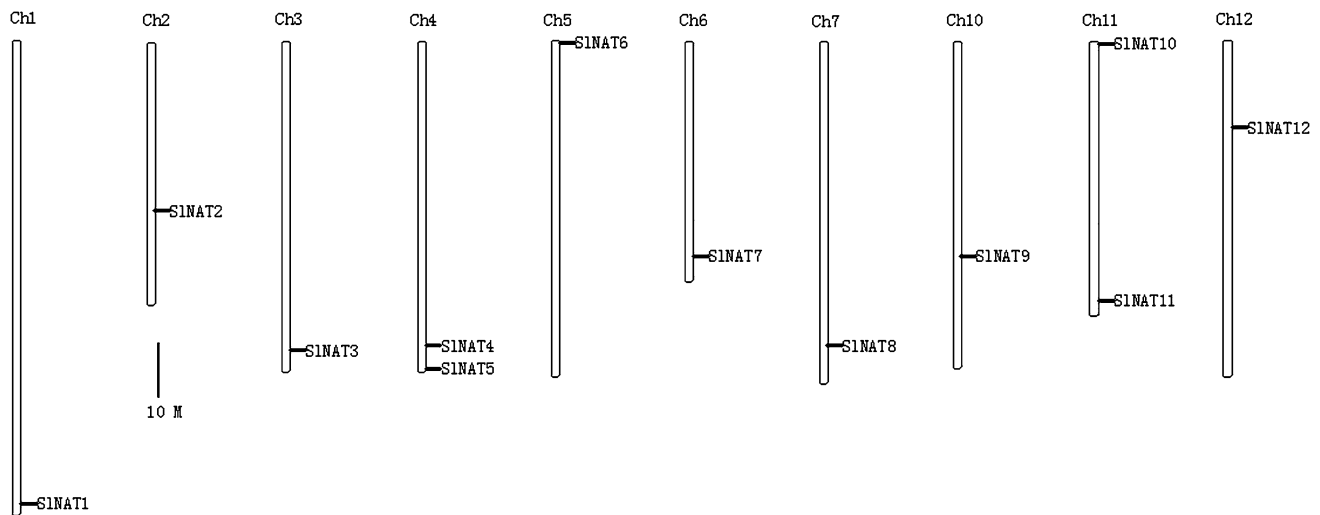 Ch1
Ch2
Ch3
Ch4
Ch5
Ch6
Ch7
Ch10
Ch11
Ch12
SlNAT6
SlNAT10
SlNAT12
SlNAT2
SlNAT7
SlNAT9
SlNAT11
SlNAT3
SlNAT4
SlNAT8
SlNAT5
10 M
SlNAT1